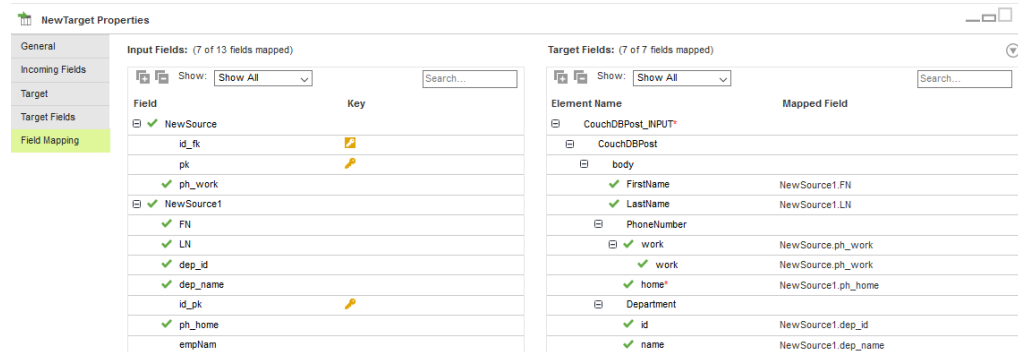 NewTarget Properties
General
Incoming Fields
Target
Target Fields
Field Mapping
Input Fields: (7 of 13 fields mapped)
Show: Show All
Search...
Field Key
NewSource
id_fk
pk
ph_work
NewSource1
FN
LN
dep_id
dep_name
id_pk
ph_home
empNam
Target Fields: (7 of 7 fields mapped)
Show: Show All
Search...
Element Name Mapped Field
CouchDBPost_INPUT*
CouchDBPost
body
FirstName NewSource1.FN
LastName NewSource1.LN
PhoneNumber
work NewSource.ph_work
work NewSource.ph_work
home* NewSource1.ph_home
Department
id NewSource1.dep_id
name NewSource1.dep_name